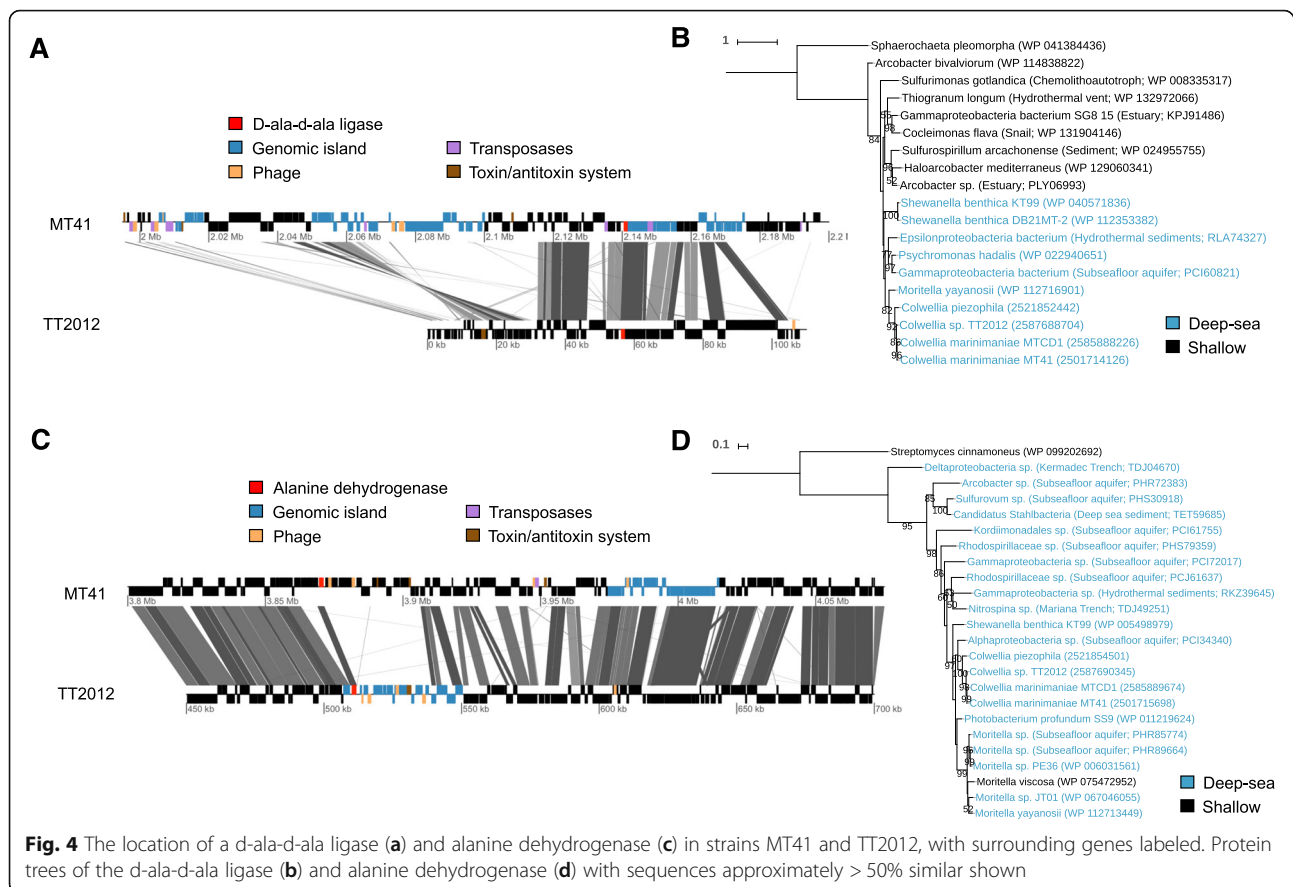 A
D-ala-d-ala ligase
Genomic island
Phage
Transposases
Toxin/antitoxin system
MT41
2 Mb 2.02 Mb 2.04 Mb 2.06 Mb 2.08 Mb 2.1 Mb 2.12 Mb 2.14 Mb 2.16 Mb 2.18 Mb
TT2012
0 kb 20 kb 40 kb 60 kb 80 kb 100 kb
B
1
Sphaerochaeta pleomorpha (WP 041384436)
Arcobacter bivalviorum (WP 114838822)
Sulfurimonas gotlandica (Chemolithoautotroph; WP 008335317)
Thiogranum longum (Hydrothermal vent; WP 132972066)
Gammaproteobacteria bacterium SG8 15 (Estuary; KPJ91486)
Cocleimonas flava (Snail; WP 131904146)
84
Sulfurospirillum arcachonense (Sediment; WP 024955755)
Haloarcobacter mediterraneus (WP 129060341)
52
Arcobacter sp. (Estuary; PLY06993)
Shewanella benthica KT99 (WP 040571836)
100
Shewanella benthica DB21MT-2 (WP 112353382)
Epsilonproteobacteria bacterium (Hydrothermal sediments; RLA74327)
Psychromonas hadalis (WP 022940651)
97
Gammaproteobacteria bacterium (Subseafloor aquifer; PCI60821)
Moritella yayanosii (WP 112716901)
82
Colwellia piezophila (2521852442)
92
Colwellia sp. TT2012 (2587688704)
Colwellia marinimaniae MTCD1 (2585888226)
96
Colwellia marinimaniae MT41 (2501714126)
Deep-sea
Shallow
C
Alanine dehydrogenase
Genomic island
Phage
Transposases
Toxin/antitoxin system
MT41
3.8 Mb 3.85 Mb 3.9 Mb 3.95 Mb 4 Mb 4.05 Mb
TT2012
450 kb 500 kb 550 kb 600 kb 650 kb 700 kb
D
0.1
Streptomyces cinnamoneus (WP 099202692)
Deltaproteobacteria sp. (Kermadec Trench; TDJ04670)
Arcobacter sp. (Subseafloor aquifer; PHR72383)
85
Sulfurovum sp. (Subseafloor aquifer; PHS30918)
100
Candidatus Stahlbacteria (Deep sea sediment; TET59685)
95
Kordiimonadales sp. (Subseafloor aquifer; PCI61755)
Rhodospirillaceae sp. (Subseafloor aquifer; PHS79359)
98
Gammaproteobacteria sp. (Subseafloor aquifer; PCI72017)
86
Rhodospirillaceae sp. (Subseafloor aquifer; PCJ61637)
Gammaproteobacteria sp. (Hydrothermal sediments; RKZ39645)
50
Nitrospina sp. (Mariana Trench; TDJ49251)
Shewanella benthica KT99 (WP 005498979)
Alphaproteobacteria sp. (Subseafloor aquifer; PCI34340)
Colwellia piezophila (2521854501)
97
100
Colwellia sp. TT2012 (2587690345)
Colwellia marinimaniae MTCD1 (2585889674)
Colwellia marinimaniae MT41 (2501715698)
Photobacterium profundum SS9 (WP 011219624)
Moritella sp. (Subseafloor aquifer; PHR85774)
Moritella sp. (Subseafloor aquifer; PHR89664)
Moritella sp. PE36 (WP 006031561)
99
Moritella viscosa (WP 075472952)
Moritella sp. JT01 (WP 067046055)
52
Moritella yayanosii (WP 112713449)
Deep-sea
Shallow
Fig. 4 The location of a d-ala-d-ala ligase (a) and alanine dehydrogenase (c) in strains MT41 and TT2012, with surrounding genes labeled. Protein
trees of the d-ala-d-ala ligase (b) and alanine dehydrogenase (d) with sequences approximately > 50% similar shown